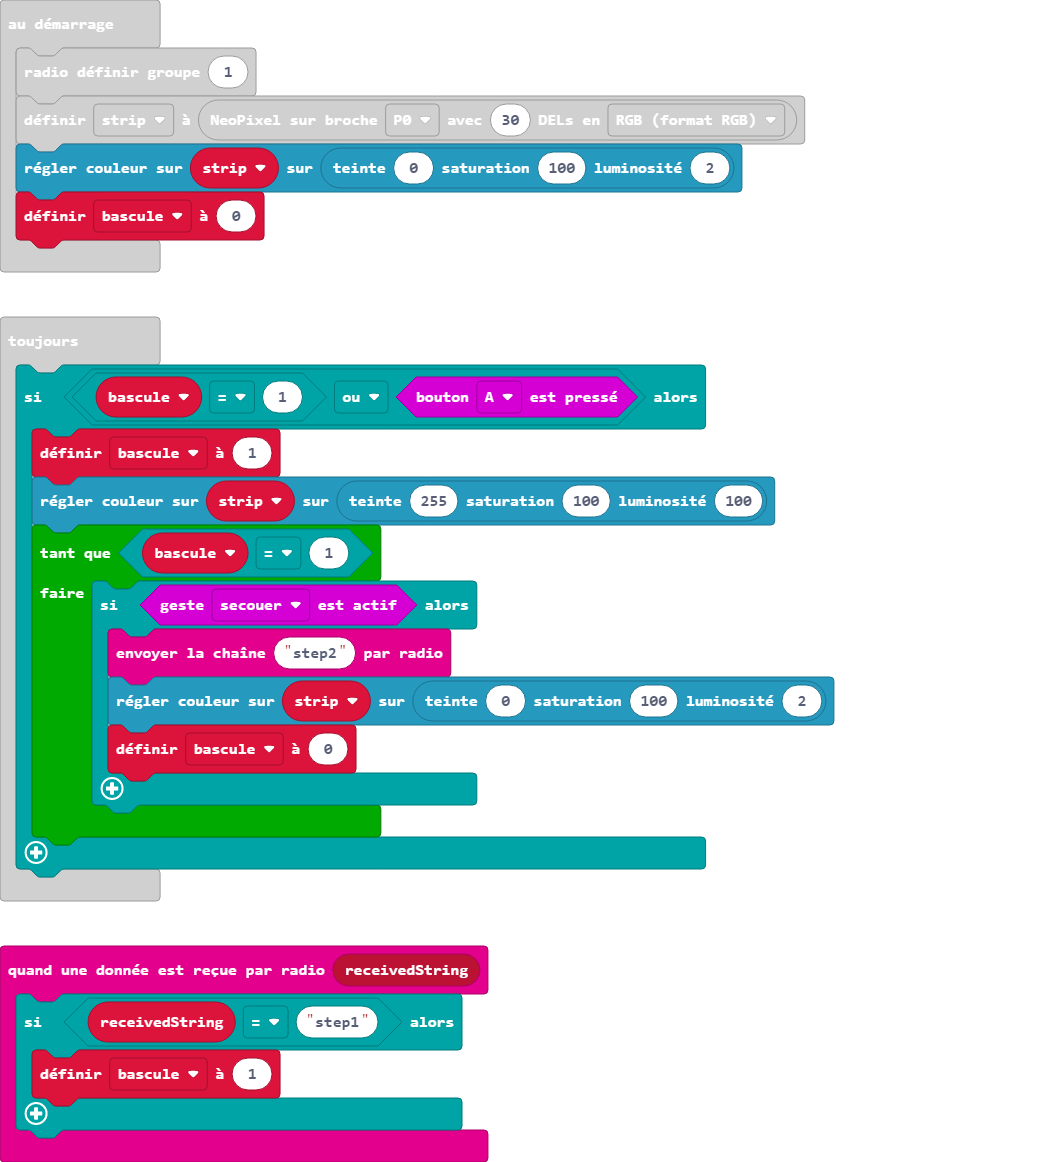 au démarrage
radio définir groupe 1
définir strip à NeoPixel sur broche P0 avec 30 DELs en RGB (format RGB)
régler couleur sur strip sur teinte 0 saturation 100 luminosité 2
définir bascule à 0
toujours
si bascule = 1 ou bouton A est pressé alors
définir bascule à 1
régler couleur sur strip sur teinte 255 saturation 100 luminosité 100
tant que bascule = 1
faire si geste secouer est actif alors
envoyer la chaîne "step2" par radio
régler couleur sur strip sur teinte 0 saturation 100 luminosité 2
définir bascule à 0
quand une donnée est reçue par radio receivedString
si receivedString = "step1" alors
définir bascule à 1